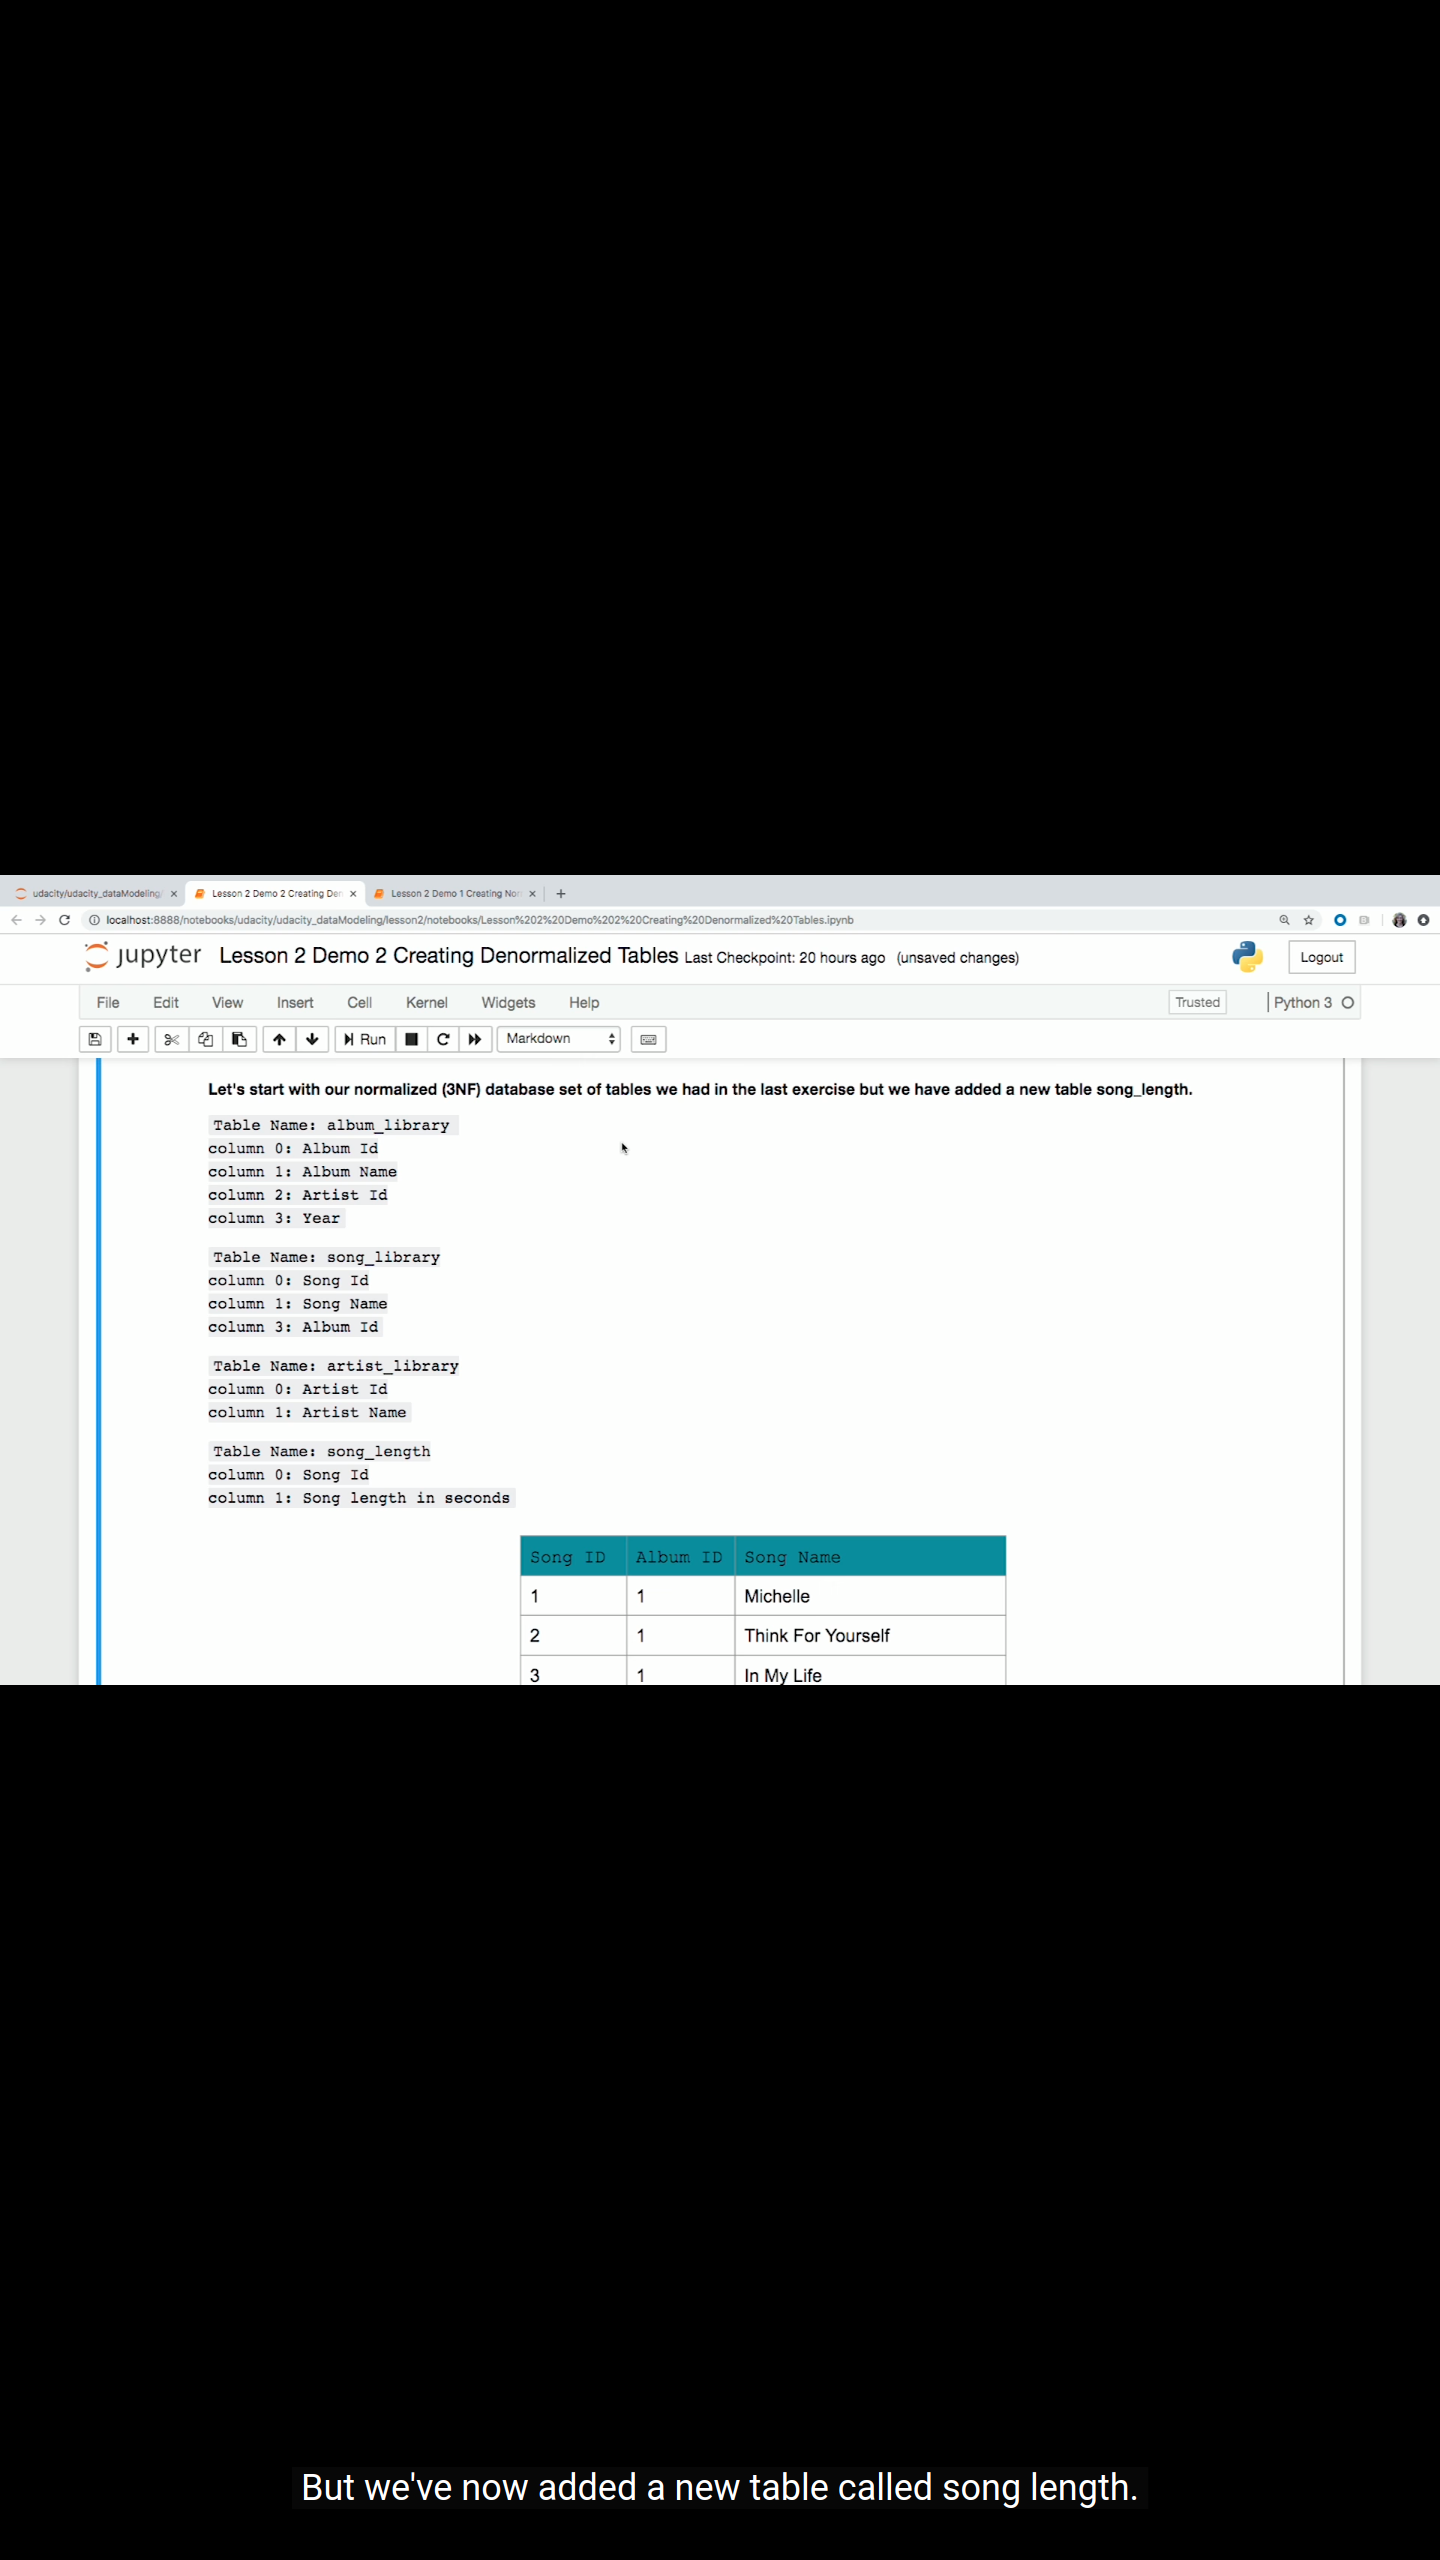 udacity/udacity_dataModeling/
Lesson 2 Demo 2 Creating Den
Lesson 2 Demo 1 Creating Nor
localhost:8888/notebooks/udacity/udacity_dataModeling/lesson2/notebooks/Lesson%202%20Demo%202%20Creating%20Denormalized%20Tables.ipynb
jupyter Lesson 2 Demo 2 Creating Denormalized Tables Last Checkpoint: 20 hours ago (unsaved changes) Logout
File Edit View Insert Cell Kernel Widgets Help Trusted Python 3
Run Markdown
Let's start with our normalized (3NF) database set of tables we had in the last exercise but we have added a new table song_length.
Table Name: album_library
column 0: Album Id
column 1: Album Name
column 2: Artist Id
column 3: Year
Table Name: song_library
column 0: Song Id
column 1: Song Name
column 3: Album Id
Table Name: artist_library
column 0: Artist Id
column 1: Artist Name
Table Name: song_length
column 0: Song Id
column 1: Song length in seconds
Song ID Album ID Song Name
1 1 Michelle
2 1 Think For Yourself
3 1 In My Life
But we've now added a new table called song length.